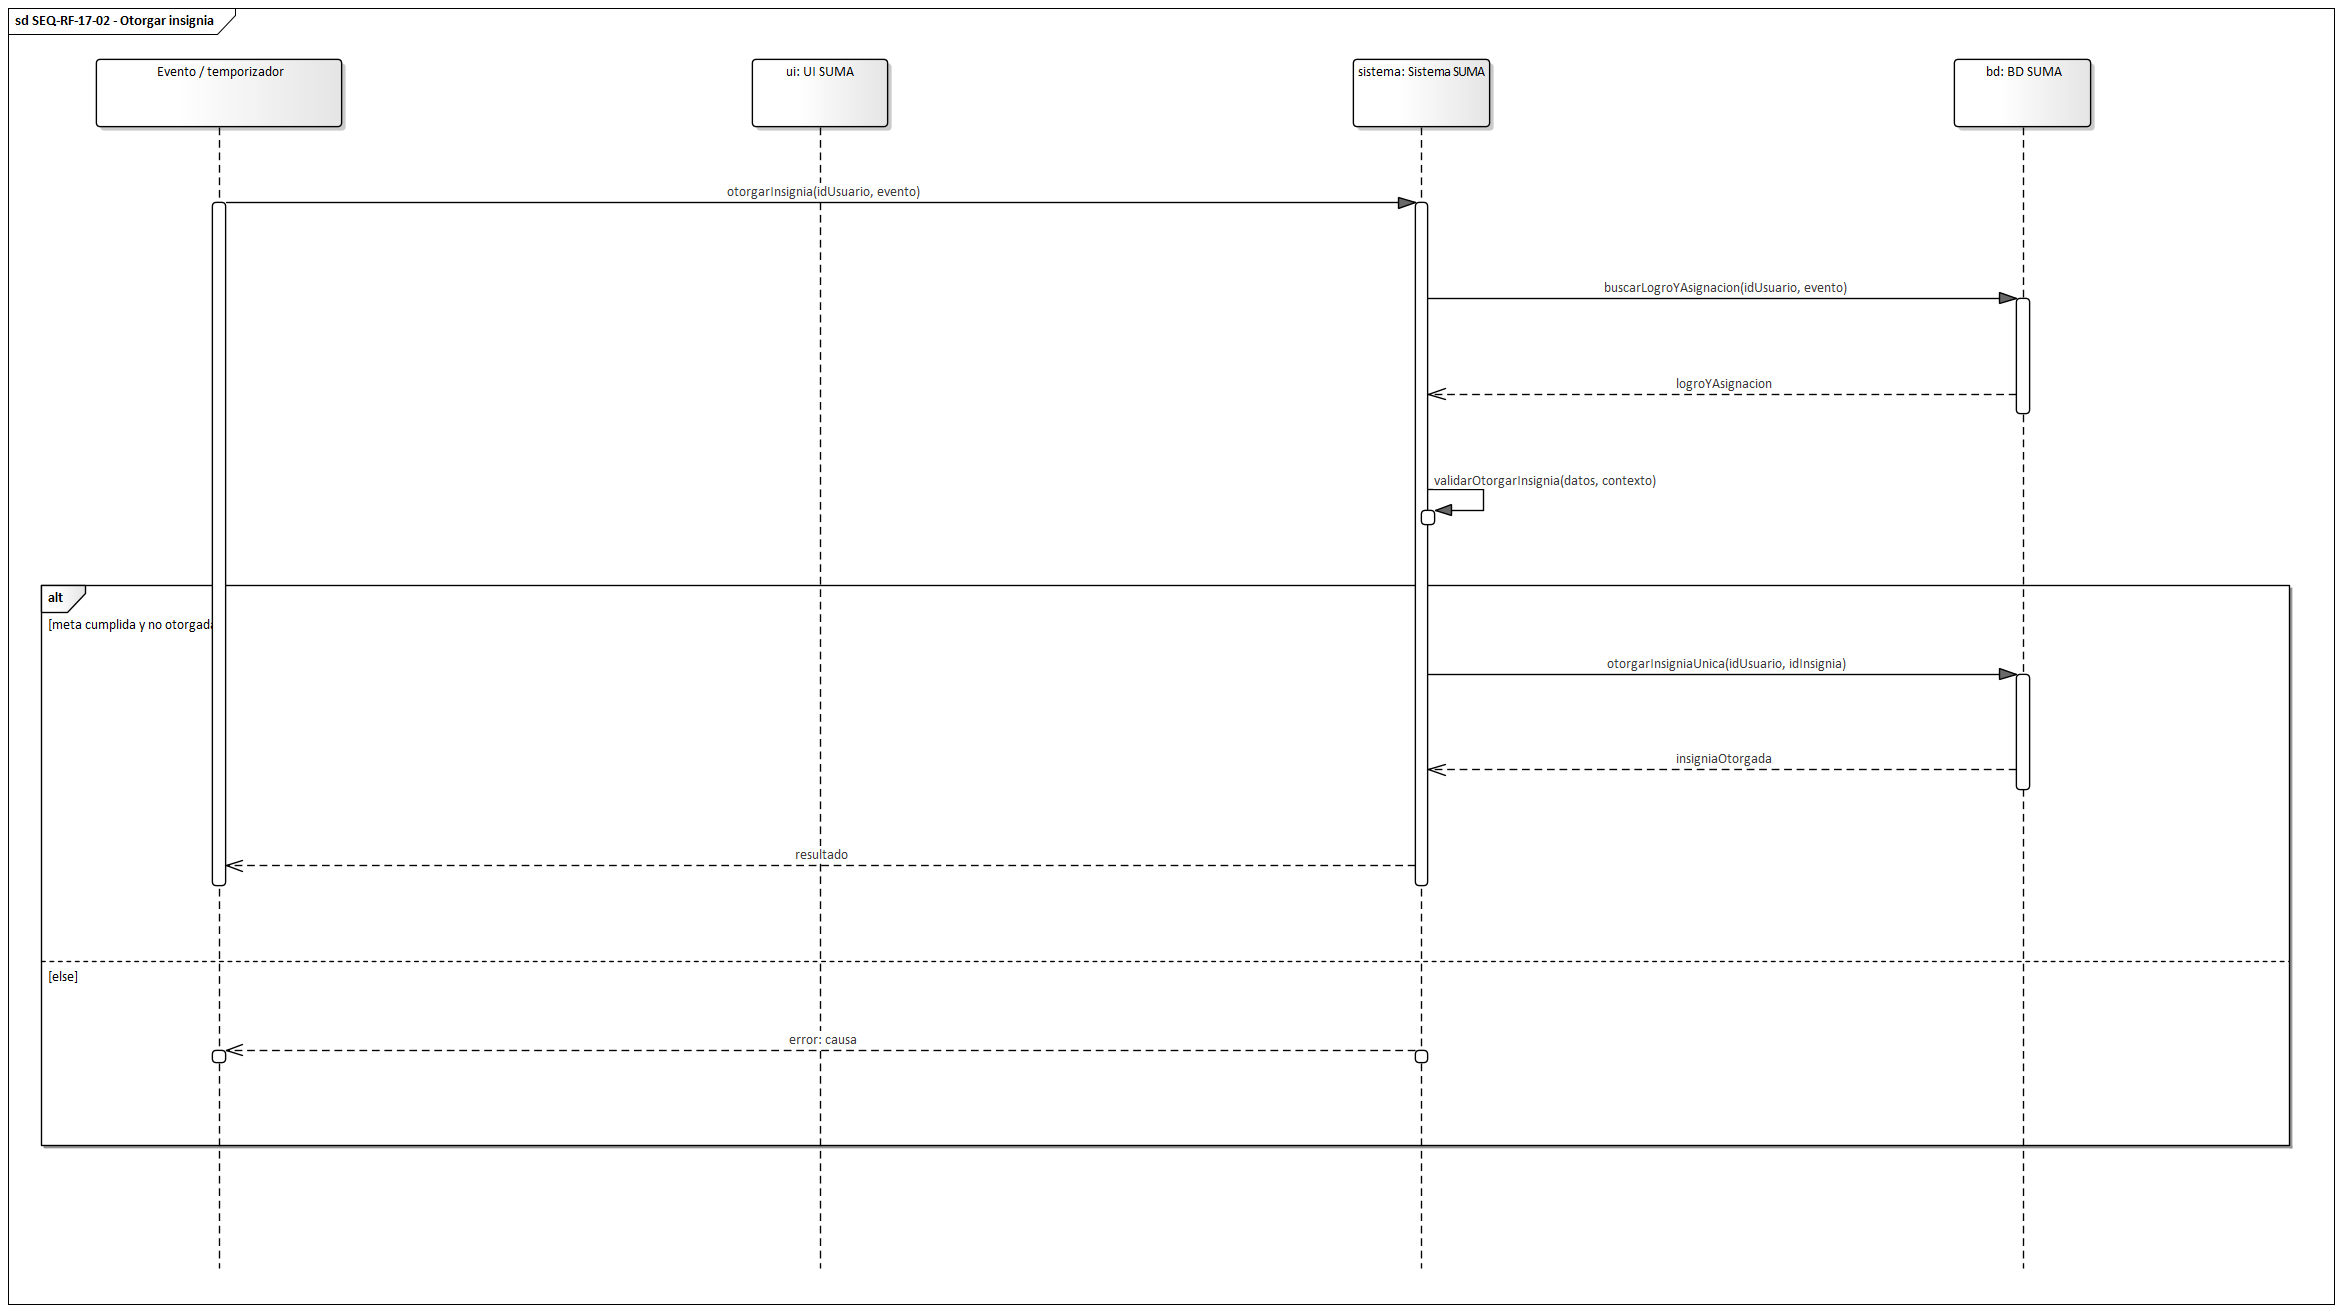 sd SEQ-RF-17-02 - Otorgar insignia
Evento / temporizador
ui: UI SUMA
sistema: Sistema SUMA
bd: BD SUMA
otorgarInsignia(idUsuario, evento)
buscarLogroYAsignacion(idUsuario, evento)
logroYAsignacion
validarOtorgarInsignia(datos, contexto)
alt
[meta cumplida y no otorgada
otorgarInsigniaUnica(idUsuario, idInsignia)
insigniaOtorgada
resultado
[else]
error: causa